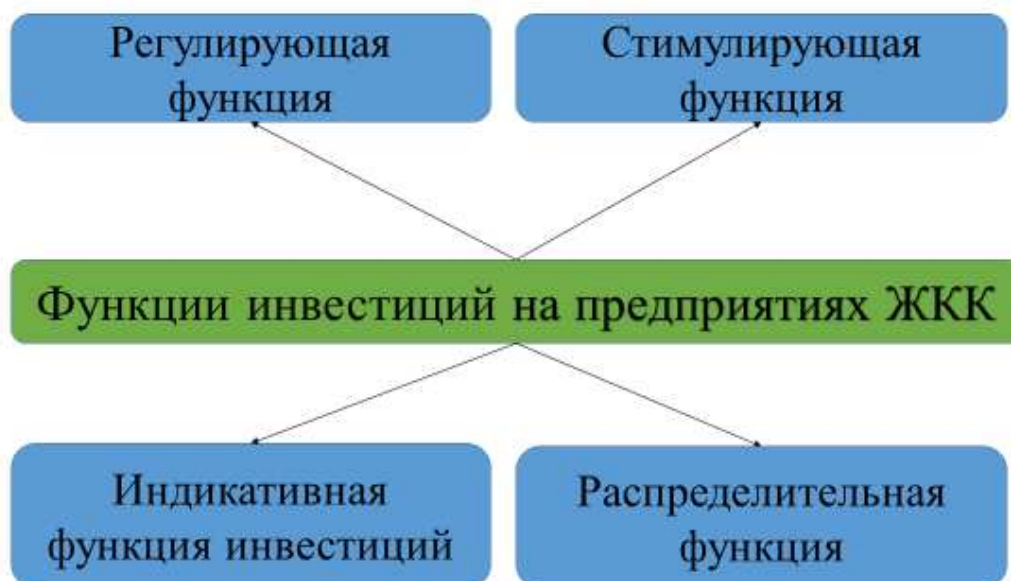 Регулирующая
функция
Стимулирующая
функция
Функции инвестиций на предприятиях ЖКК
Индикативная
функция инвестиций
Распределительная
функция